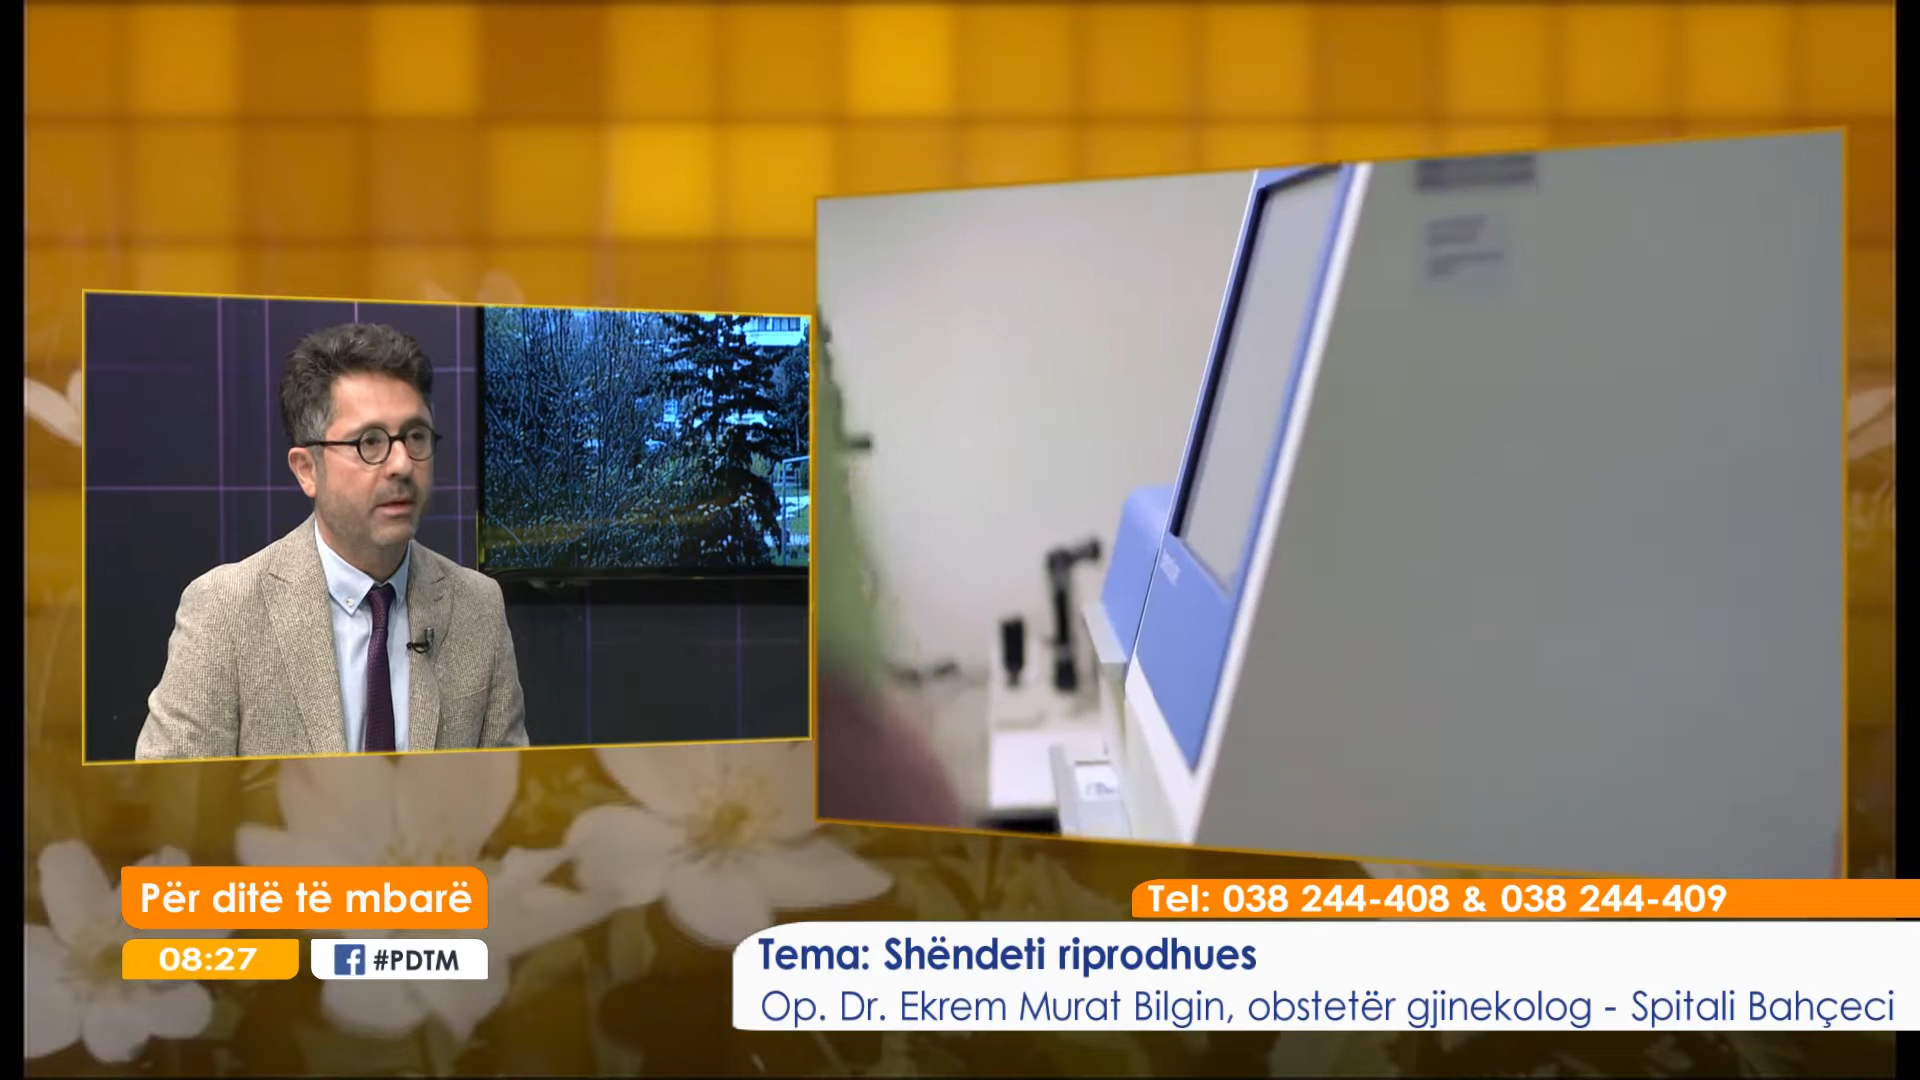 Për ditë të mbarë
08:27
#PDTM
Tel: 038 244-408 & 038 244-409
Tema: Shëndeti riprodhues
Op. Dr. Ekrem Murat Bilgin, obstetër gjinekolog - Spitali Bahçeci